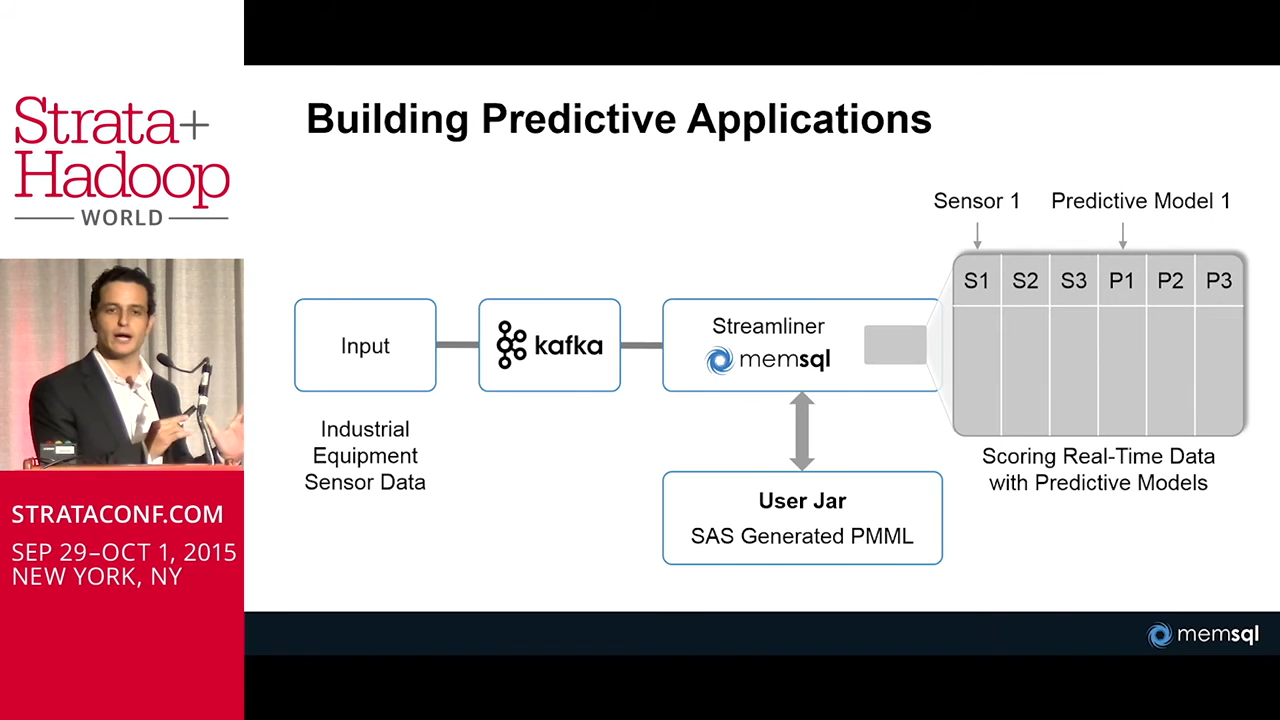 Strata+
Hadoop
WORLD
STRATACONF.COM
SEP 29–OCT 1, 2015
NEW YORK, NY
Building Predictive Applications
Sensor 1
Predictive Model 1
S1 S2 S3 P1 P2 P3
Input
kafka
Streamliner
memsql
Industrial
Equipment
Sensor Data
User Jar
SAS Generated PMML
Scoring Real-Time Data
with Predictive Models
memsql